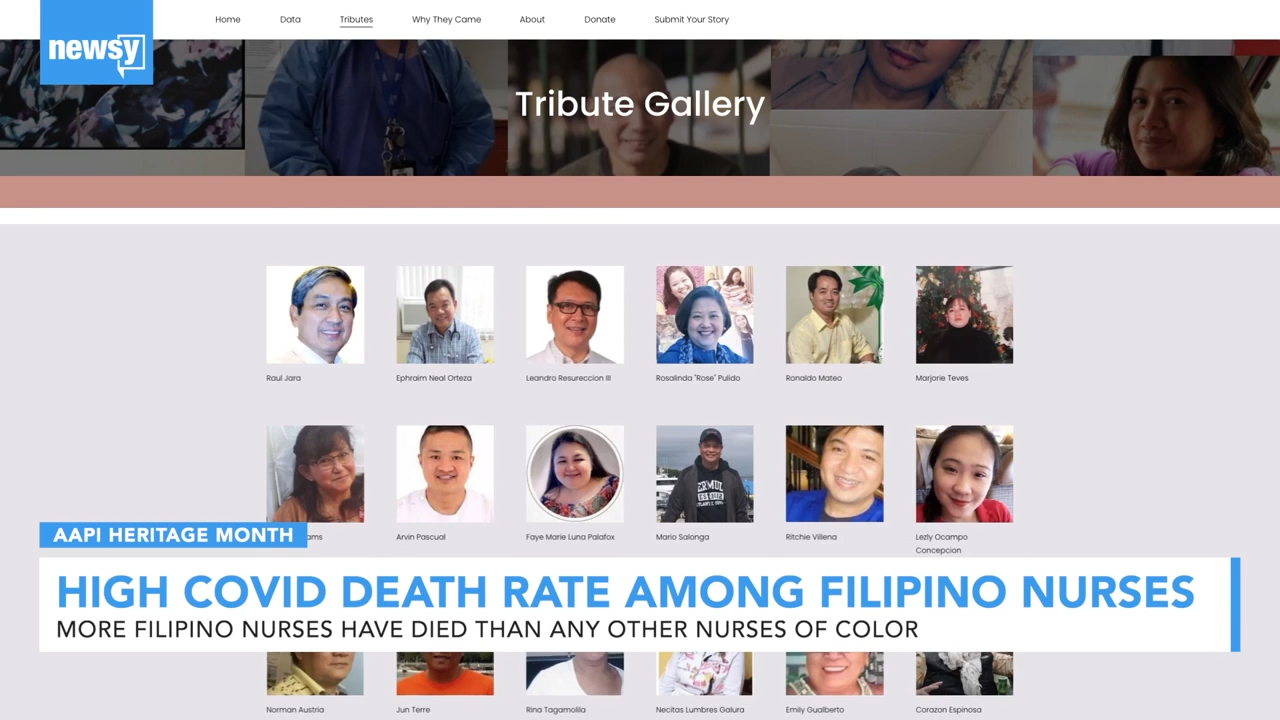 newsy
Home Data Tributes Why They Came About Donate Submit Your Story
Tribute Gallery
Raul Jara Ephraim Neal Orteza Leandro Resureccion III Rosalinda "Rose" Pulido Ronaldo Mateo Marjorie Teves
Arvin Pascual Faye Marie Luna Palafox Mario Salonga Ritchie Villena Lezly Ocampo
Concepcion
AAPI HERITAGE MONTH
HIGH COVID DEATH RATE AMONG FILIPINO NURSES
MORE FILIPINO NURSES HAVE DIED THAN ANY OTHER NURSES OF COLOR
Norman Austria Jun Terre Rina Tagamolila Necitas Lumbres Galura Emily Gualberto Corazon Espinosa